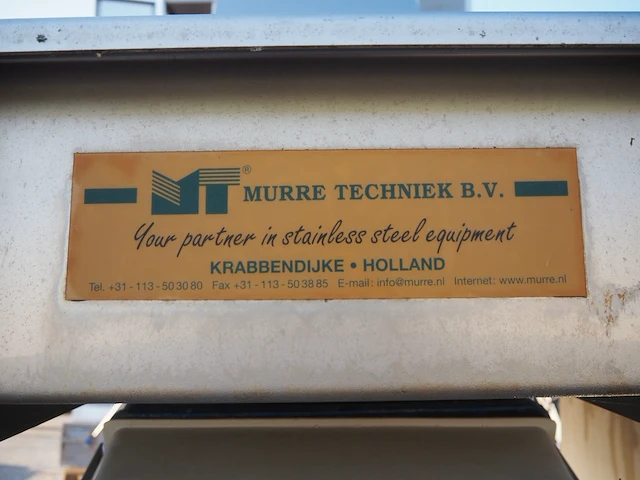 MT® MURRE TECHNIEK B.V.
Your partner in stainless steel equipment
KRABBENDIJKE • HOLLAND
Tel. +31 - 113 - 50 30 80 Fax +31 - 113 - 50 38 85 E-mail: info@murre.nl Internet: www.murre.nl